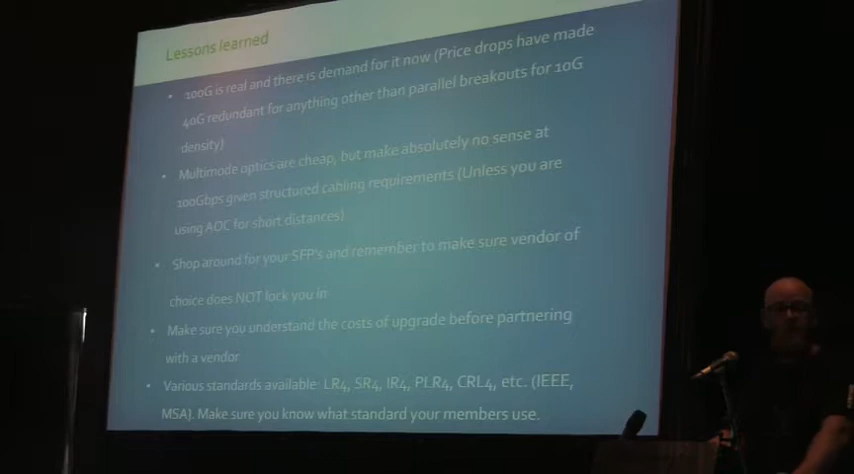 Lessons learned
• 100G is real and there is demand for it now (Price drops have made
40G redundant for anything other than parallel breakouts for 10G
density)
• Multimode optics are cheap, but make absolutely no sense at
100Gbps given structured cabling requirements (Unless you are
using AOC for short distances)
• Shop around for your SFP's and remember to make sure vendor of
choice does NOT lock you in
• Make sure you understand the costs of upgrade before partnering
with a vendor
• Various standards available: LR4, SR4, IR4, PLR4, CRL4, etc. (IEEE,
MSA). Make sure you know what standard your members use.